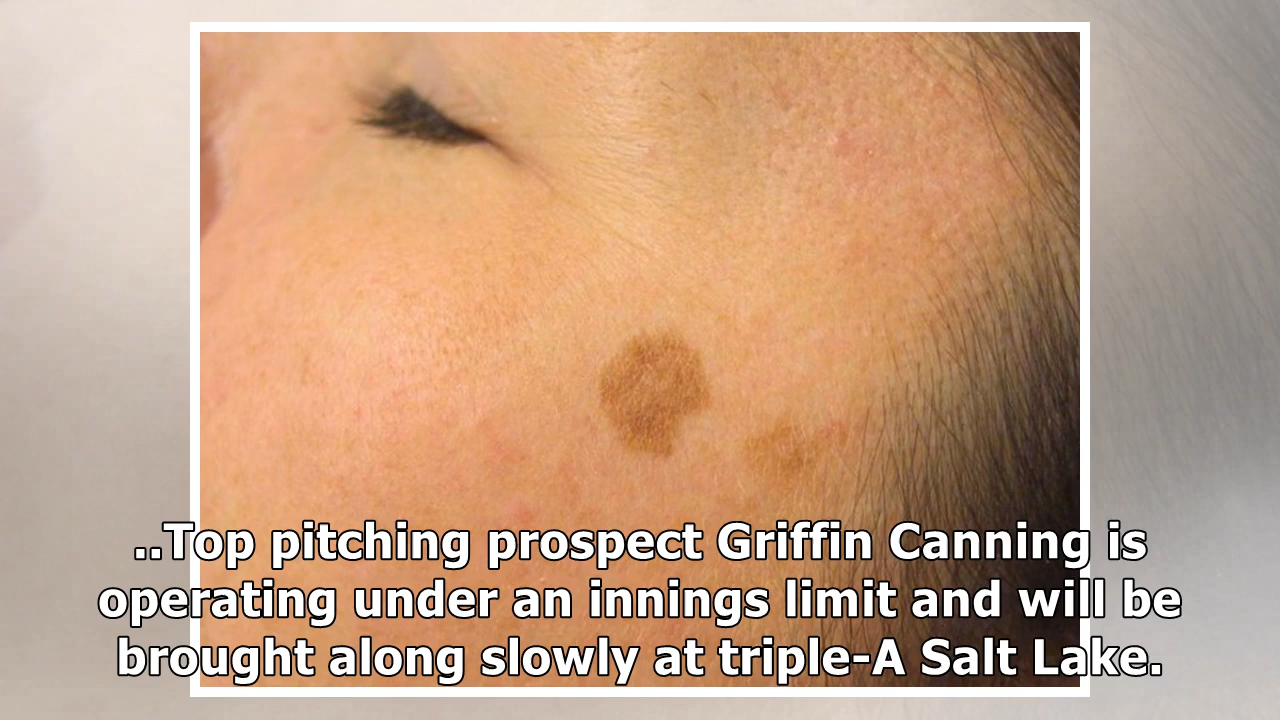 ..Top pitching prospect Griffin Canning is
operating under an innings limit and will be
brought along slowly at triple-A Salt Lake.